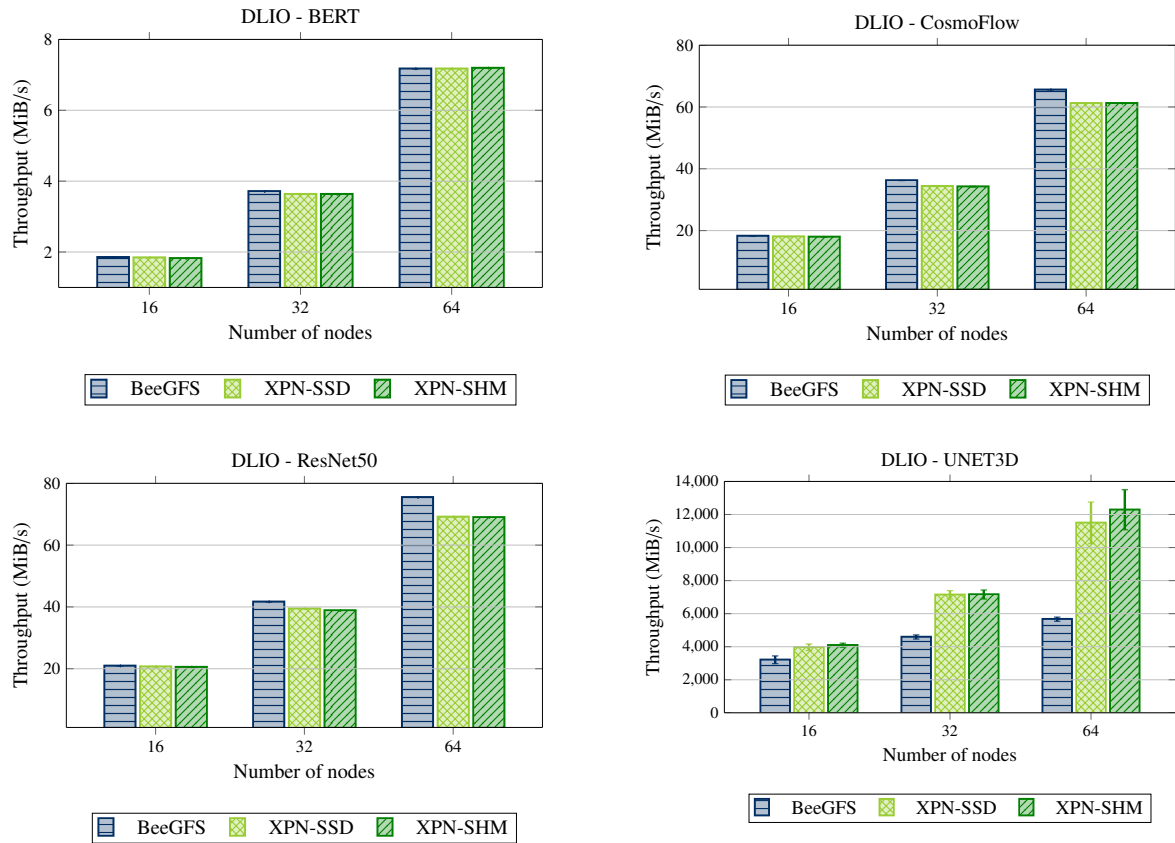 DLIO - BERT
8
6
4
2
Throughput (MiB/s)
16 32 64
Number of nodes
BeeGFS XPN-SSD XPN-SHM
DLIO - CosmoFlow
80
60
40
20
Throughput (MiB/s)
16 32 64
Number of nodes
BeeGFS XPN-SSD XPN-SHM
DLIO - ResNet50
80
60
40
20
Throughput (MiB/s)
16 32 64
Number of nodes
BeeGFS XPN-SSD XPN-SHM
DLIO - UNET3D
14,000
12,000
10,000
8,000
6,000
4,000
2,000
0
Throughput (MiB/s)
16 32 64
Number of nodes
BeeGFS XPN-SSD XPN-SHM